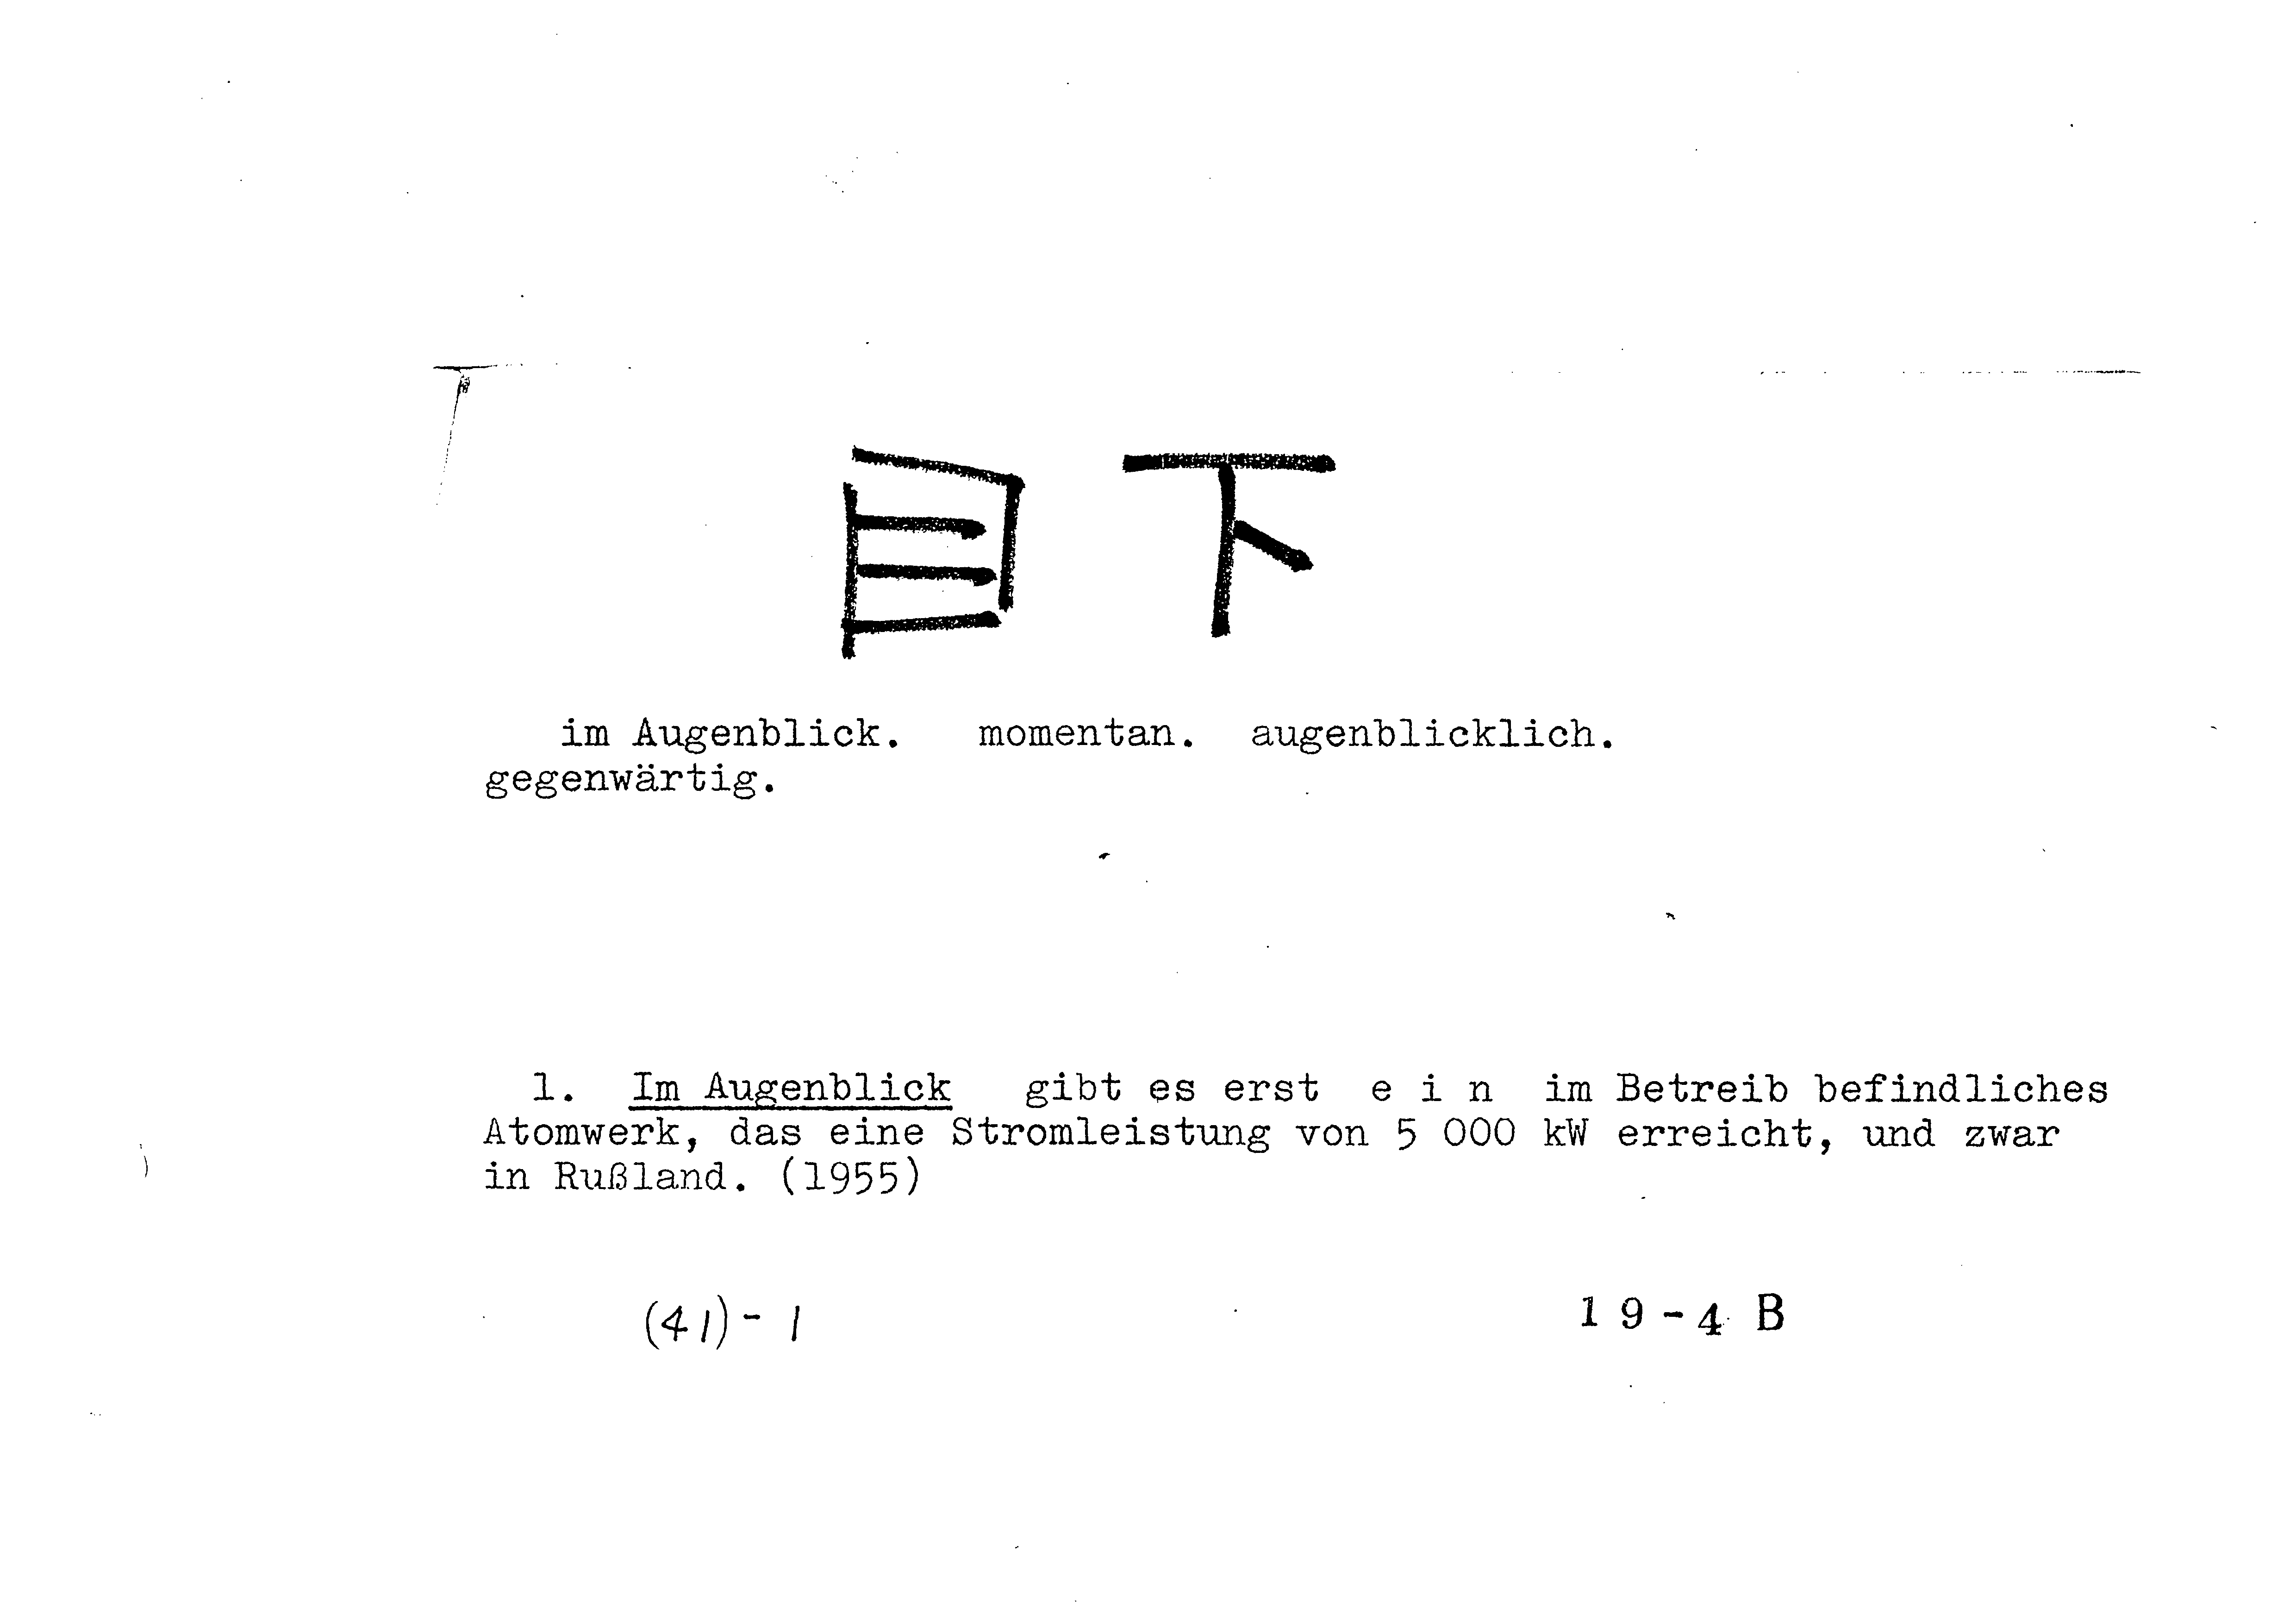 目下
im Augenblick. momentan. augenblicklich.
gegenwärtig.
1. Im Augenblick gibt es erst e i n im Betreib befindliches
Atomwerk, das eine Stromleistung von 5 000 kW erreicht, und zwar
in Rußland. (1955)
(41)-1 19-4 B